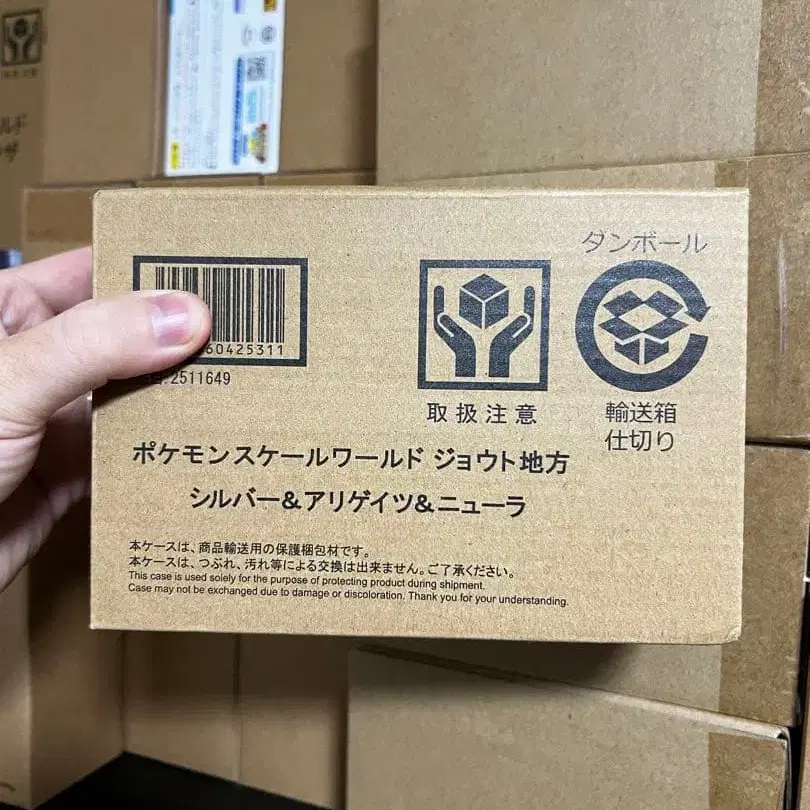 ダンボール
60425311
2511649
取扱注意
輸送箱
仕切り
ポケモンスケールワールド ジョウト地方
シルバー&アリゲイツ&ニューラ
本ケースは、商品輸送用の保護梱包材です。
本ケースは、つぶれ、汚れ等による交換は出来ません。ご了承ください。
This case is used solely for the purpose of protecting product during shipment.
Case may not be exchanged due to damage or discoloration. Thank you for your understanding.